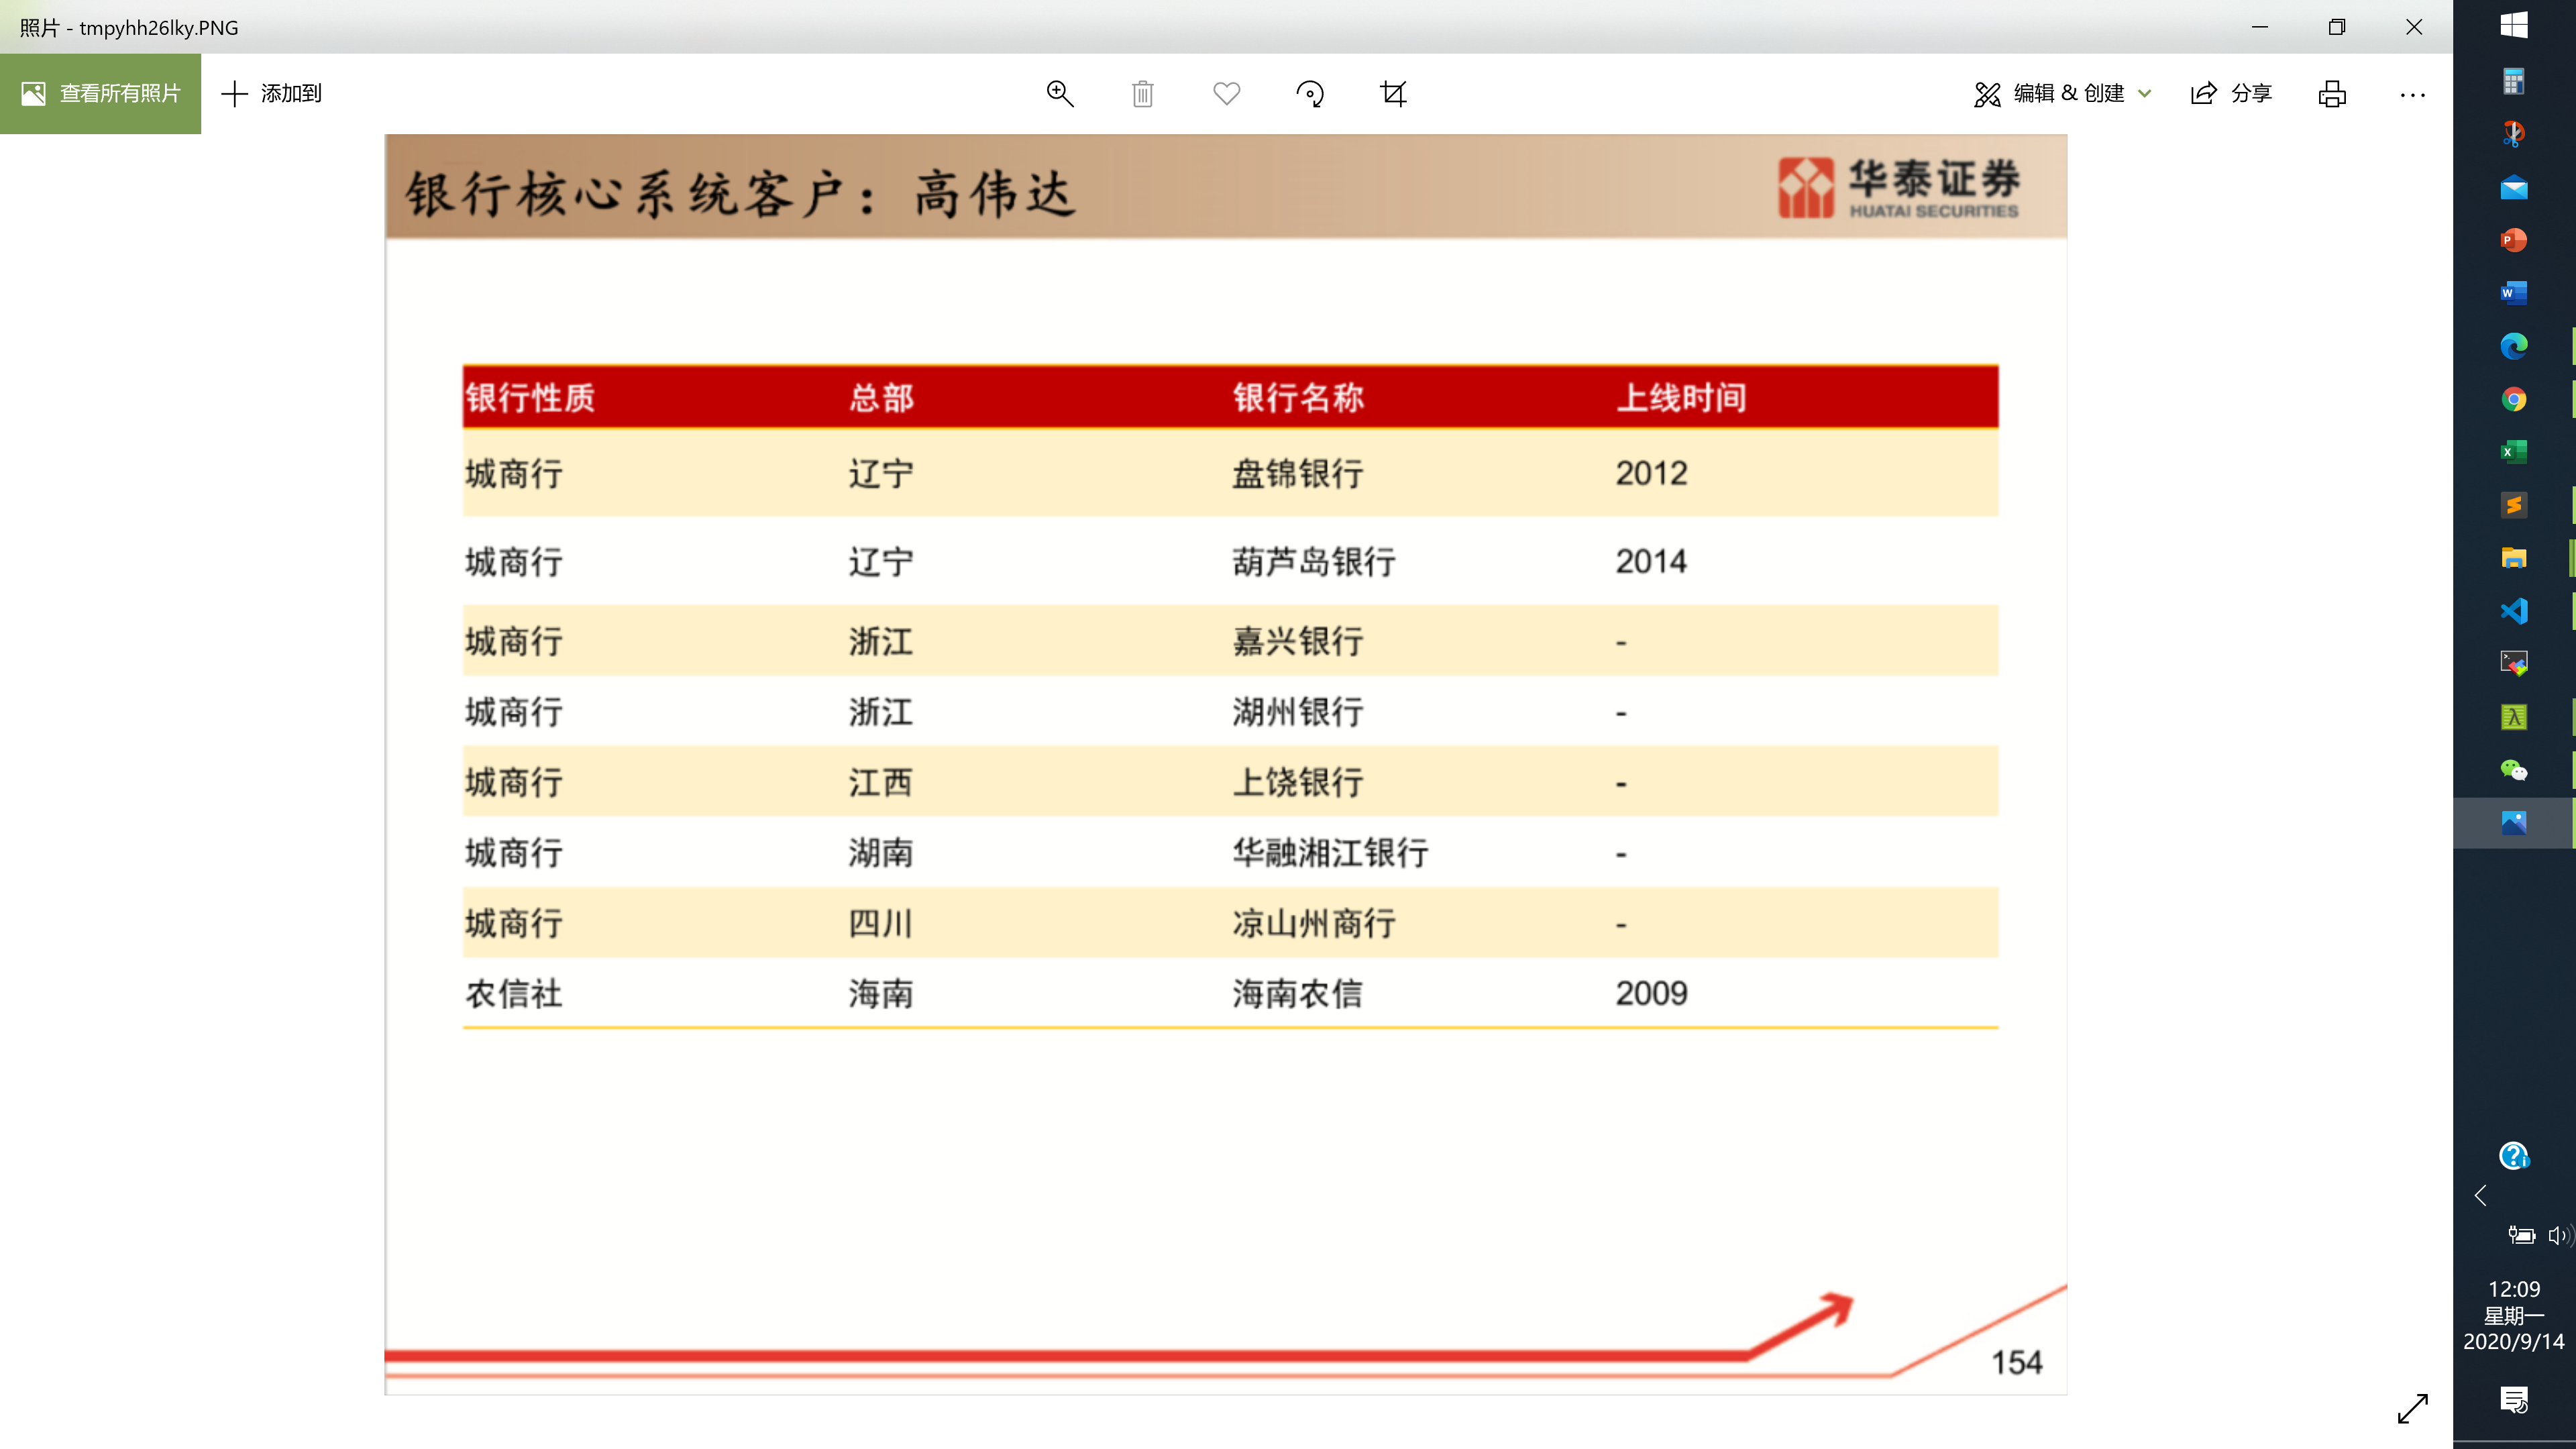 照片 - tmpyhh26lky.PNG
查看所有照片 添加到 编辑 & 创建 分享
银行核心系统客户：高伟达
华泰证券
HUATAI SECURITIES
银行性质 总部 银行名称 上线时间
城商行 辽宁 盘锦银行 2012
城商行 辽宁 葫芦岛银行 2014
城商行 浙江 嘉兴银行 -
城商行 浙江 湖州银行 -
城商行 江西 上饶银行 -
城商行 湖南 华融湘江银行 -
城商行 四川 凉山州商行 -
农信社 海南 海南农信 2009
154
12:09
星期一
2020/9/14